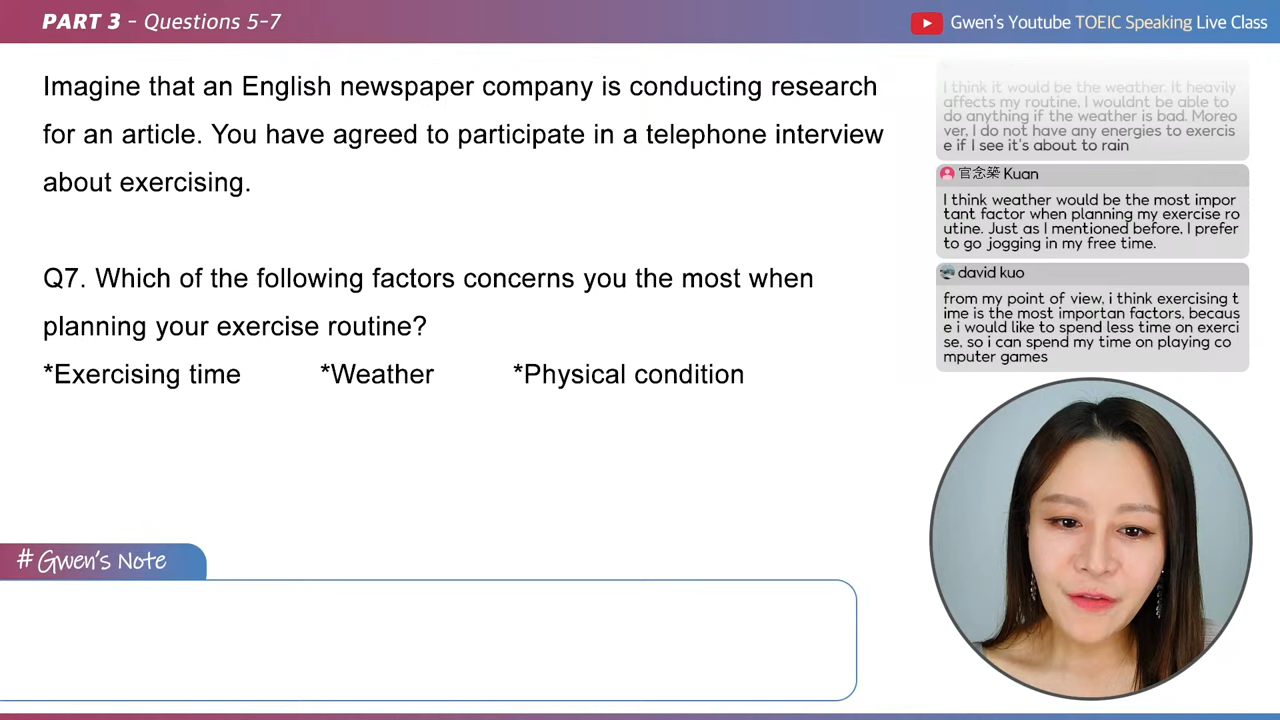 PART 3 - Questions 5-7
Gwen's Youtube TOEIC Speaking Live Class
Imagine that an English newspaper company is conducting research
for an article. You have agreed to participate in a telephone interview
about exercising.
Q7. Which of the following factors concerns you the most when
planning your exercise routine?
*Exercising time *Weather *Physical condition
I think it would be the weather. It heavily
affects my routine, I wouldnt be able to
do anything if the weather is bad. Moreo
ver, I do not have any energies to exercis
e if I see it's about to rain
官念築 Kuan
I think weather would be the most impor
tant factor when planning my exercise ro
utine. Just as I mentioned before, I prefer
to go jogging in my free time.
david kuo
from my point of view, i think exercising t
ime is the most importan factors, becaus
e i would like to spend less time on exerci
se, so i can spend my time on playing co
mputer games
# Gwen's Note